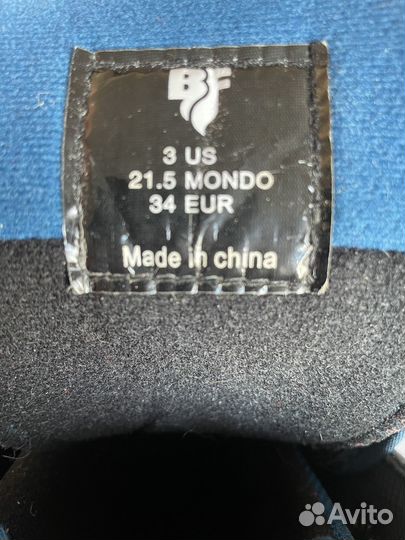 BF
3 US
21.5 MONDO
34 EUR
Made in china
Avito